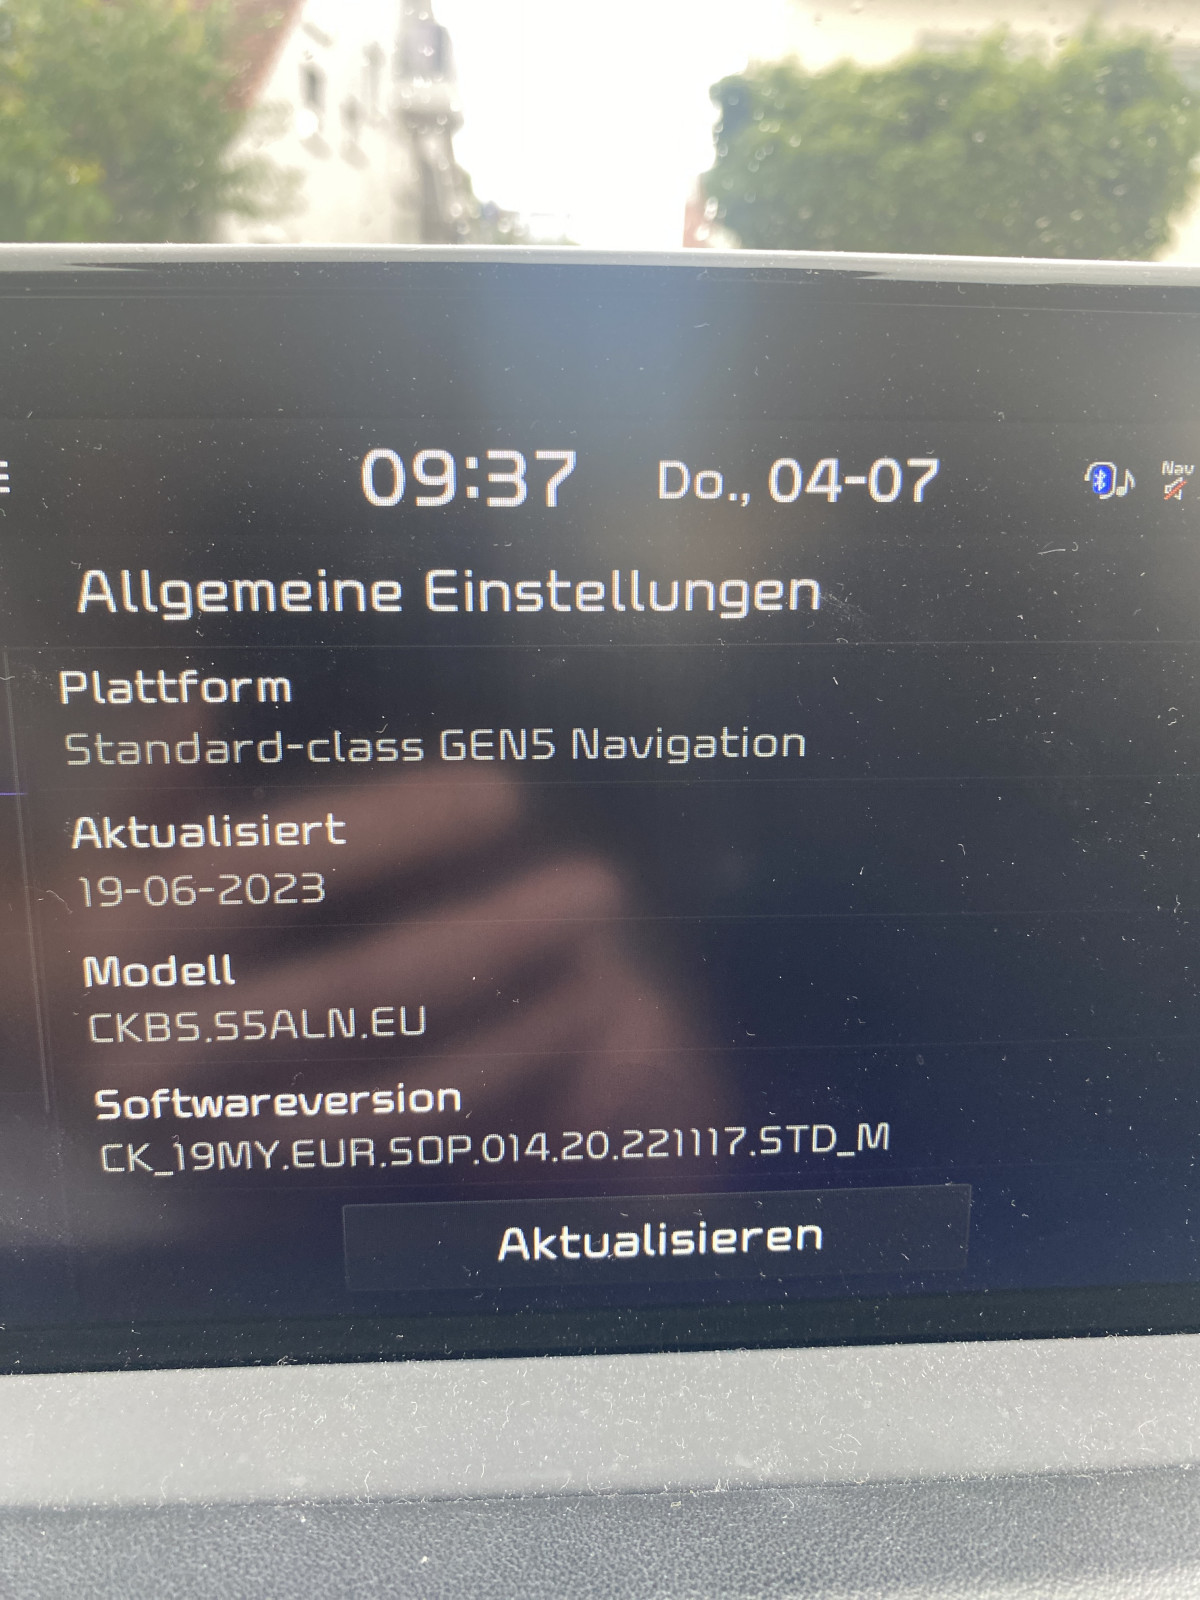 09:37 Do., 04-07
Nav
Allgemeine Einstellungen
Plattform
Standard-class GEN5 Navigation
Aktualisiert
19-06-2023
Modell
CKBS.S5ALN.EU
Softwareversion
CK_19MY.EUR.SOP.014.20.221117.STD_M
Aktualisieren